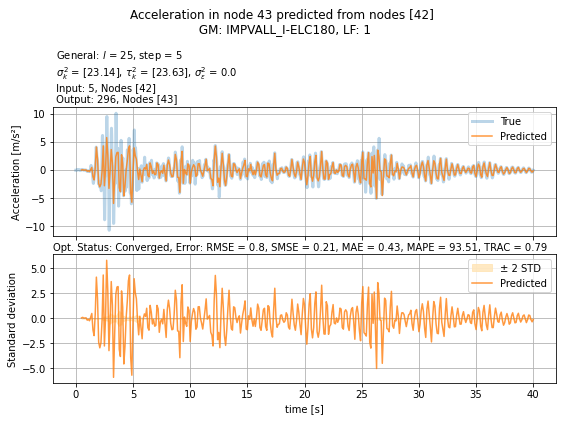 Acceleration in node 43 predicted from nodes [42]
GM: IMPVALL_I-ELC180, LF: 1
General: l = 25, step = 5
σ²ₖ = [23.14], τ²ₖ = [23.63], σ²ε = 0.0
Input: 5, Nodes [42]
Output: 296, Nodes [43]
Acceleration [m/s²]
10
5
0
−5
−10
True
Predicted
Opt. Status: Converged, Error: RMSE = 0.8, SMSE = 0.21, MAE = 0.43, MAPE = 93.51, TRAC = 0.79
Standard deviation
5.0
2.5
0.0
−2.5
−5.0
± 2 STD
Predicted
0 5 10 15 20 25 30 35 40
time [s]